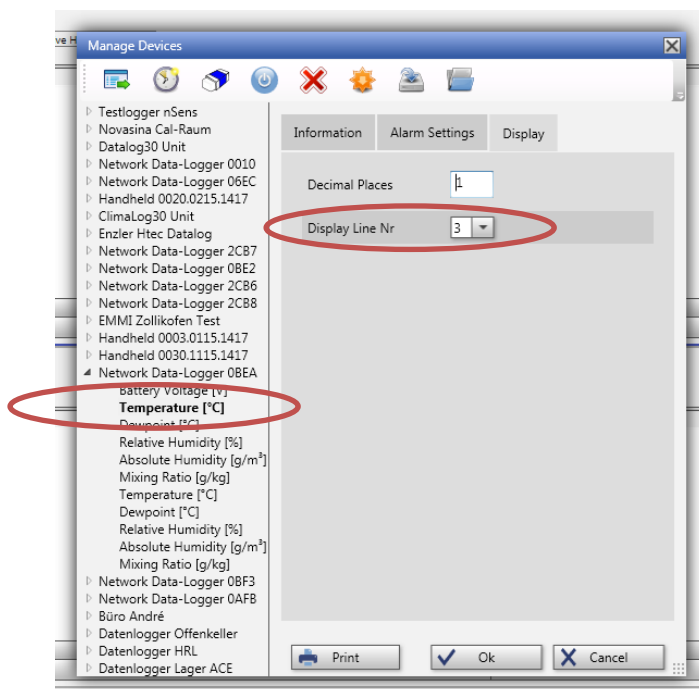 ve H
Manage Devices
Testlogger nSens
Novasina Cal-Raum
Datalog30 Unit
Network Data-Logger 0010
Network Data-Logger 06EC
Handheld 0020.0215.1417
ClimaLog30 Unit
Enzler Htec Datalog
Network Data-Logger 2CB7
Network Data-Logger 0BE2
Network Data-Logger 2CB6
Network Data-Logger 2CB8
EMMI Zollikofen Test
Handheld 0003.0115.1417
Handheld 0030.1115.1417
Network Data-Logger 0BEA
Battery Voltage [V]
Temperature [°C]
Dewpoint [°C]
Relative Humidity [%]
Absolute Humidity [g/m³]
Mixing Ratio [g/kg]
Temperature [°C]
Dewpoint [°C]
Relative Humidity [%]
Absolute Humidity [g/m³]
Mixing Ratio [g/kg]
Network Data-Logger 0BF3
Network Data-Logger 0AFB
Büro André
Datenlogger Offenkeller
Datenlogger HRL
Datenlogger Lager ACE
Information Alarm Settings Display
Decimal Places 1
Display Line Nr 3
Print Ok Cancel